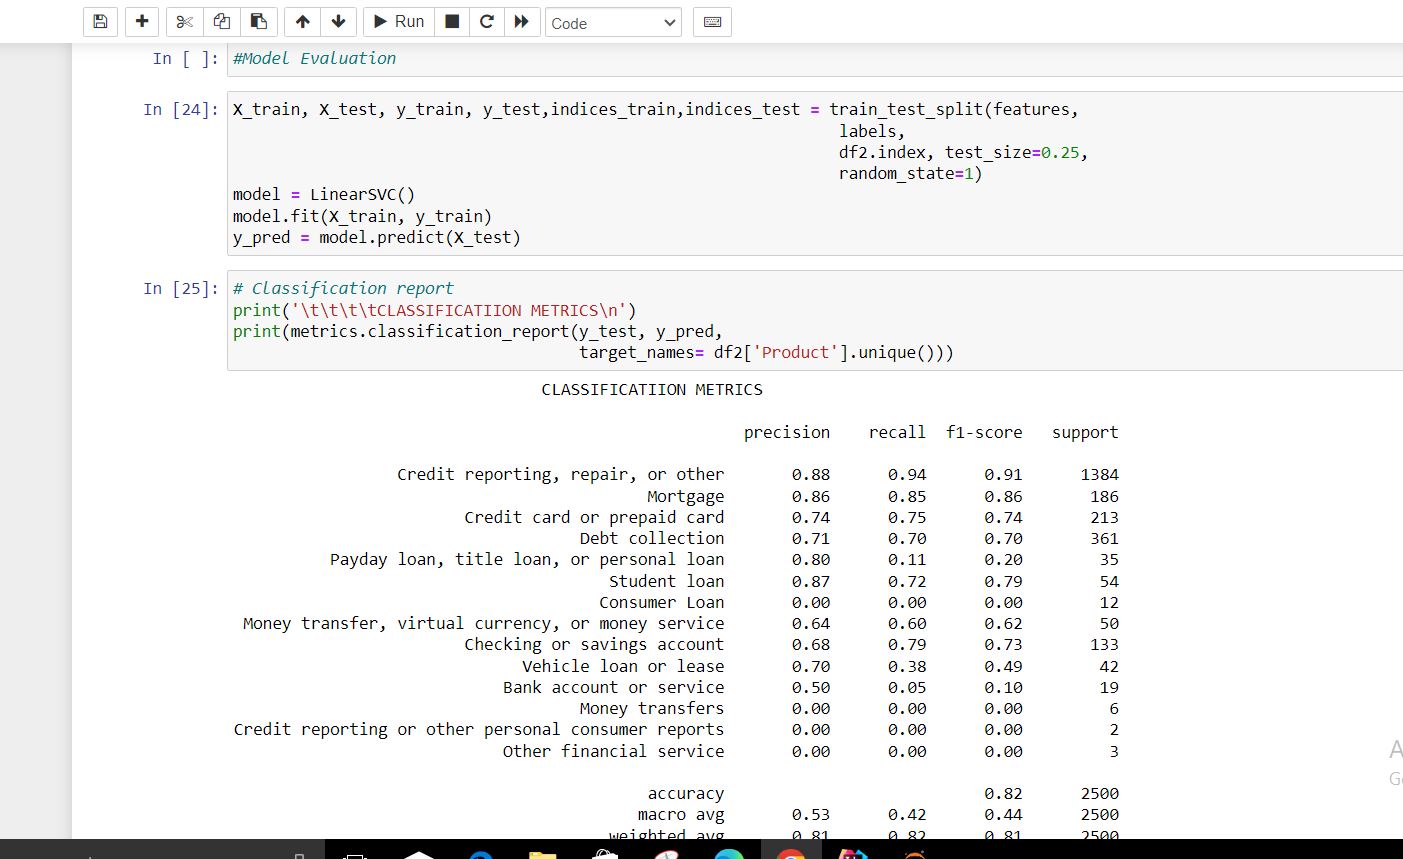 Run Code
In [ ]: #Model Evaluation
In [24]: X_train, X_test, y_train, y_test,indices_train,indices_test = train_test_split(features,
labels,
df2.index, test_size=0.25,
random_state=1)
model = LinearSVC()
model.fit(X_train, y_train)
y_pred = model.predict(X_test)
In [25]: # Classification report
print('\t\t\t\tCLASSIFICATIION METRICS\n')
print(metrics.classification_report(y_test, y_pred,
target_names= df2['Product'].unique()))
CLASSIFICATIION METRICS
precision recall f1-score support
Credit reporting, repair, or other 0.88 0.94 0.91 1384
Mortgage 0.86 0.85 0.86 186
Credit card or prepaid card 0.74 0.75 0.74 213
Debt collection 0.71 0.70 0.70 361
Payday loan, title loan, or personal loan 0.80 0.11 0.20 35
Student loan 0.87 0.72 0.79 54
Consumer Loan 0.00 0.00 0.00 12
Money transfer, virtual currency, or money service 0.64 0.60 0.62 50
Checking or savings account 0.68 0.79 0.73 133
Vehicle loan or lease 0.70 0.38 0.49 42
Bank account or service 0.50 0.05 0.10 19
Money transfers 0.00 0.00 0.00 6
Credit reporting or other personal consumer reports 0.00 0.00 0.00 2
Other financial service 0.00 0.00 0.00 3
accuracy 0.82 2500
macro avg 0.53 0.42 0.44 2500
weighted avg 0.81 0.82 0.81 2500